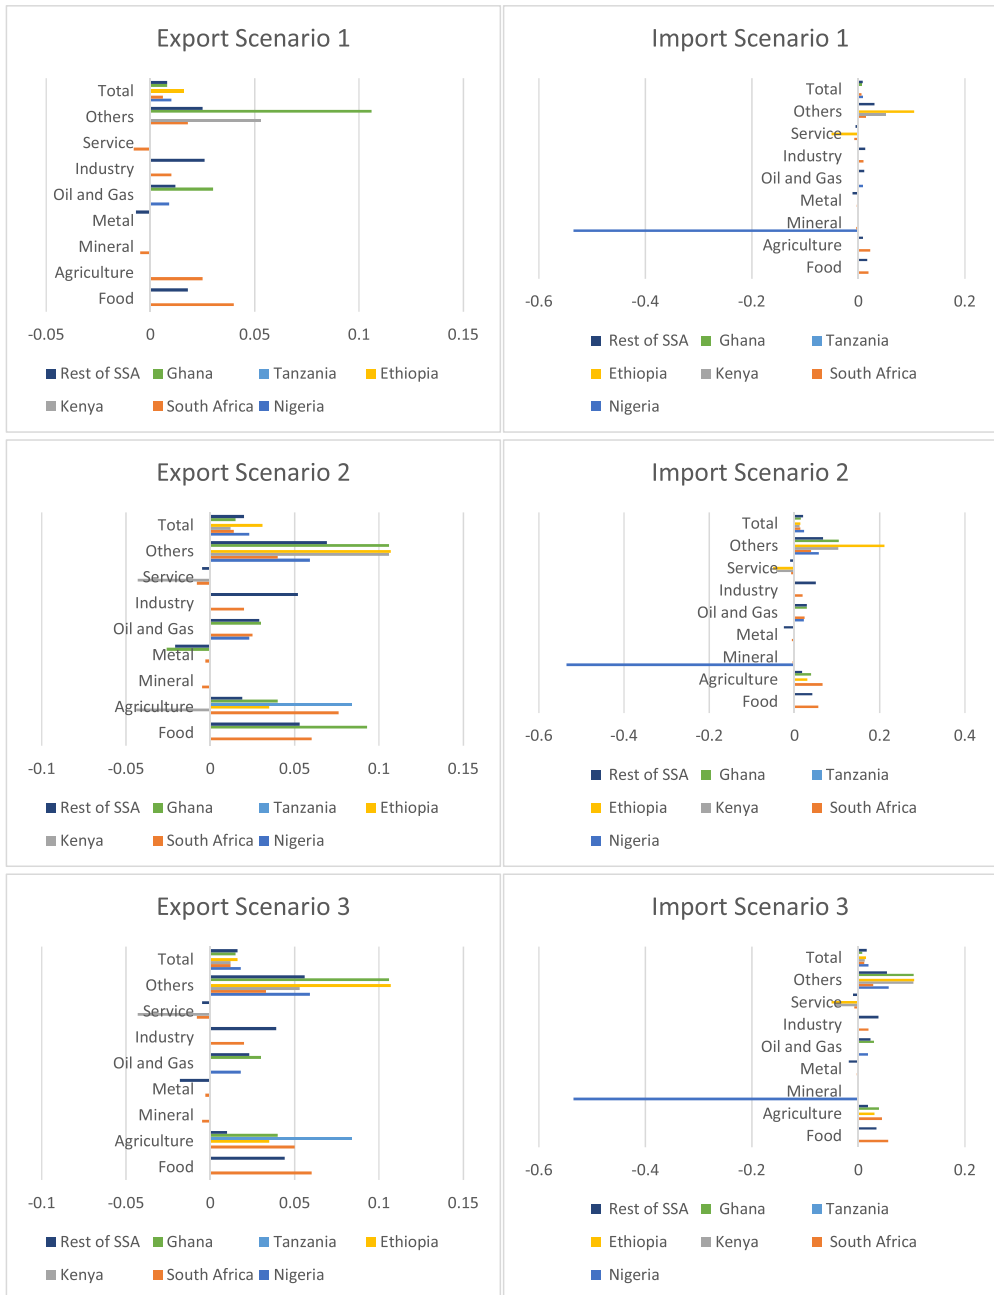 Export Scenario 1
Total
Others
Service
Industry
Oil and Gas
Metal
Mineral
Agriculture
Food
-0.05 0 0.05 0.1 0.15
Rest of SSA Ghana Tanzania Ethiopia
Kenya South Africa Nigeria
Import Scenario 1
Total
Others
Service
Industry
Oil and Gas
Metal
Mineral
Agriculture
Food
-0.6 -0.4 -0.2 0 0.2
Rest of SSA Ghana Tanzania
Ethiopia Kenya South Africa
Nigeria
Export Scenario 2
Total
Others
Service
Industry
Oil and Gas
Metal
Mineral
Agriculture
Food
-0.1 -0.05 0 0.05 0.1 0.15
Rest of SSA Ghana Tanzania Ethiopia
Kenya South Africa Nigeria
Import Scenario 2
Total
Others
Service
Industry
Oil and Gas
Metal
Mineral
Agriculture
Food
-0.6 -0.4 -0.2 0 0.2 0.4
Rest of SSA Ghana Tanzania
Ethiopia Kenya South Africa
Nigeria
Export Scenario 3
Total
Others
Service
Industry
Oil and Gas
Metal
Mineral
Agriculture
Food
-0.1 -0.05 0 0.05 0.1 0.15
Rest of SSA Ghana Tanzania Ethiopia
Kenya South Africa Nigeria
Import Scenario 3
Total
Others
Service
Industry
Oil and Gas
Metal
Mineral
Agriculture
Food
-0.6 -0.4 -0.2 0 0.2
Rest of SSA Ghana Tanzania
Ethiopia Kenya South Africa
Nigeria